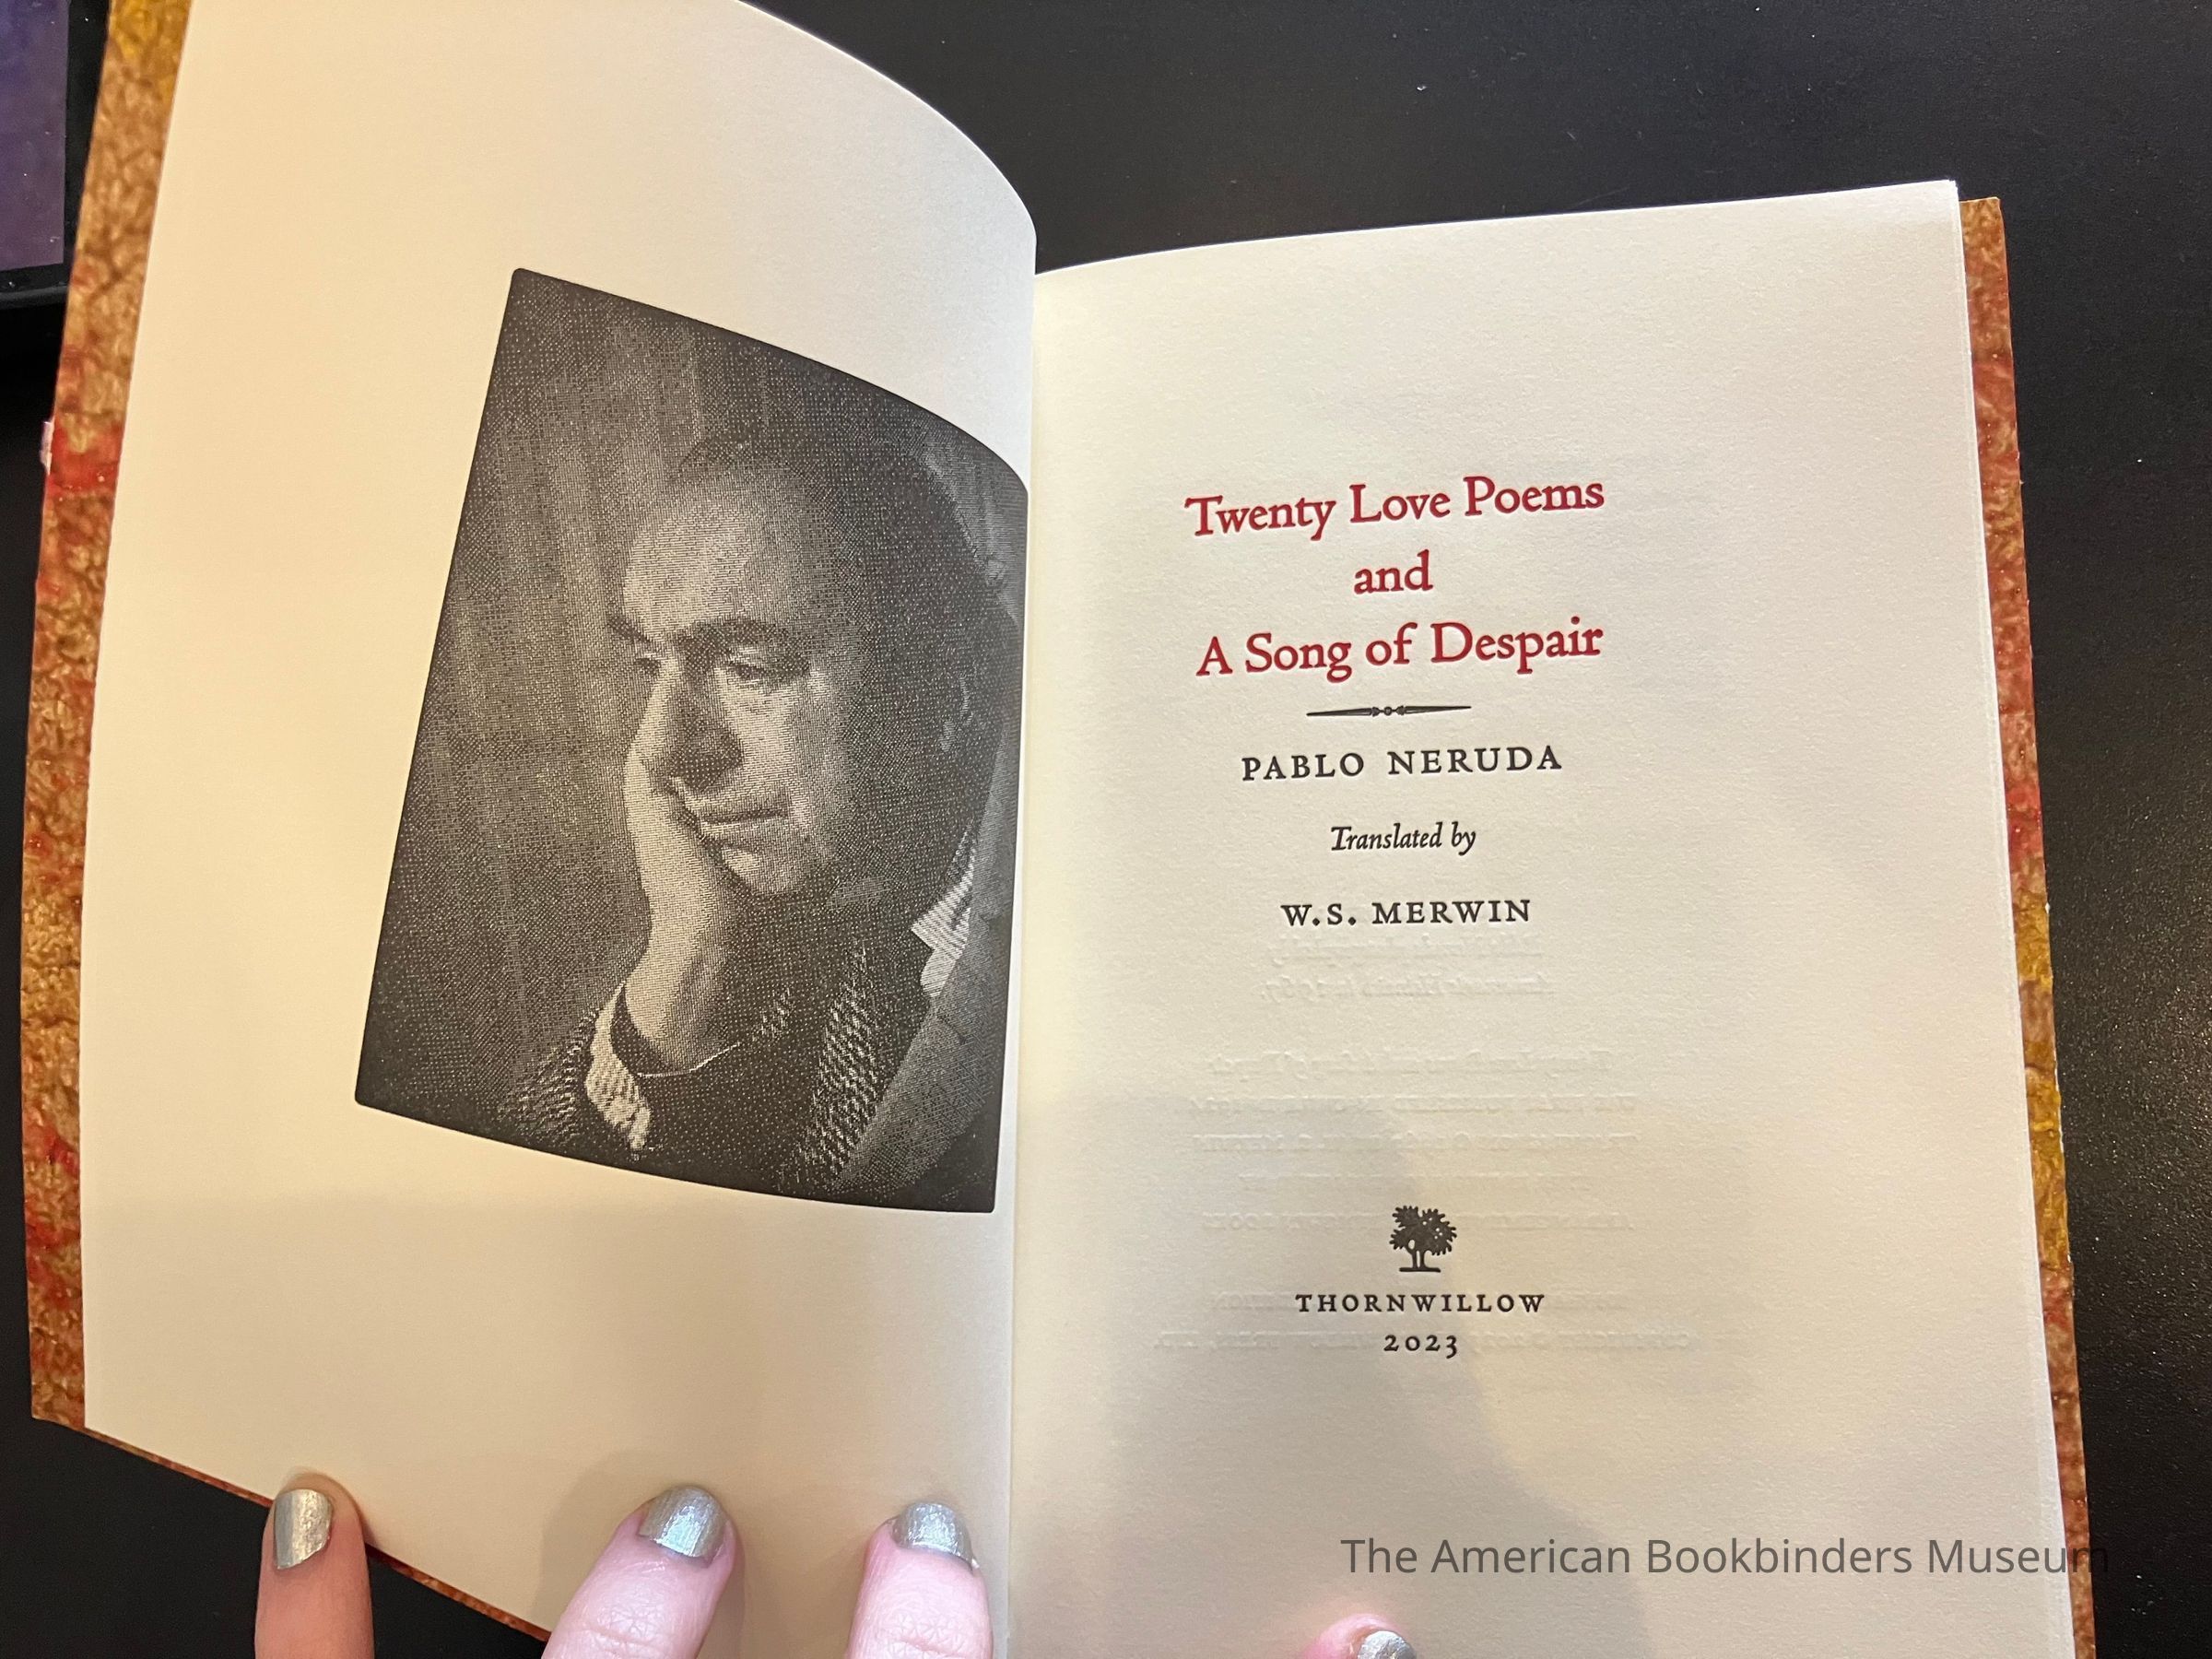 Twenty Love Poems
and
A Song of Despair
PABLO NERUDA
Translated by
W.S. MERWIN
THORNWILLOW
2023
The American Bookbinders Museum